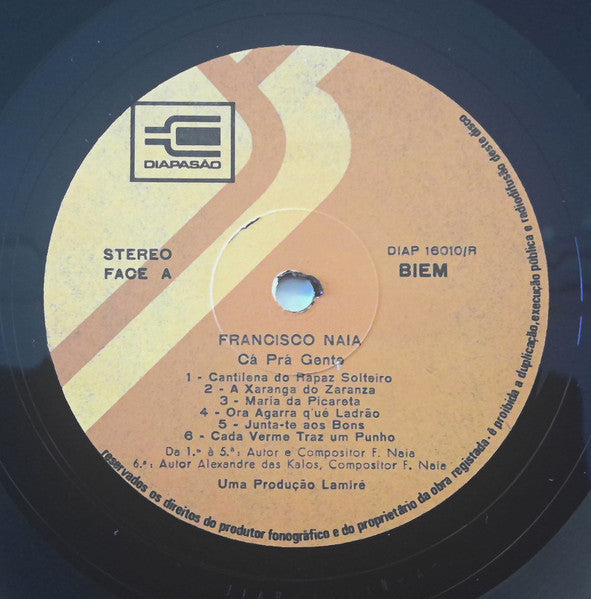 DIAPASÃO
STEREO
FACE A
DIAP 16010/R
BIEM
FRANCISCO NAIA
Cá Prá Gente
1 - Cantilena do Rapaz Solteiro
2 - A Xaranga do Zaranza
3 - Maria da Picareta
4 - Ora Agarra q'ué Ladrão
5 - Junta-te aos Bons
6 - Cada Verme Traz um Punho
Da 1.ª à 5.ª: Autor e Compositor F. Naia
6.ª: Autor Alexandre das Kalos, Compositor F. Naia
Uma Produção Lamiré
reservados os direitos do produtor fonográfico e do proprietário da obra registada - é proibida a duplicação, execução pública e radiodifusão deste disco